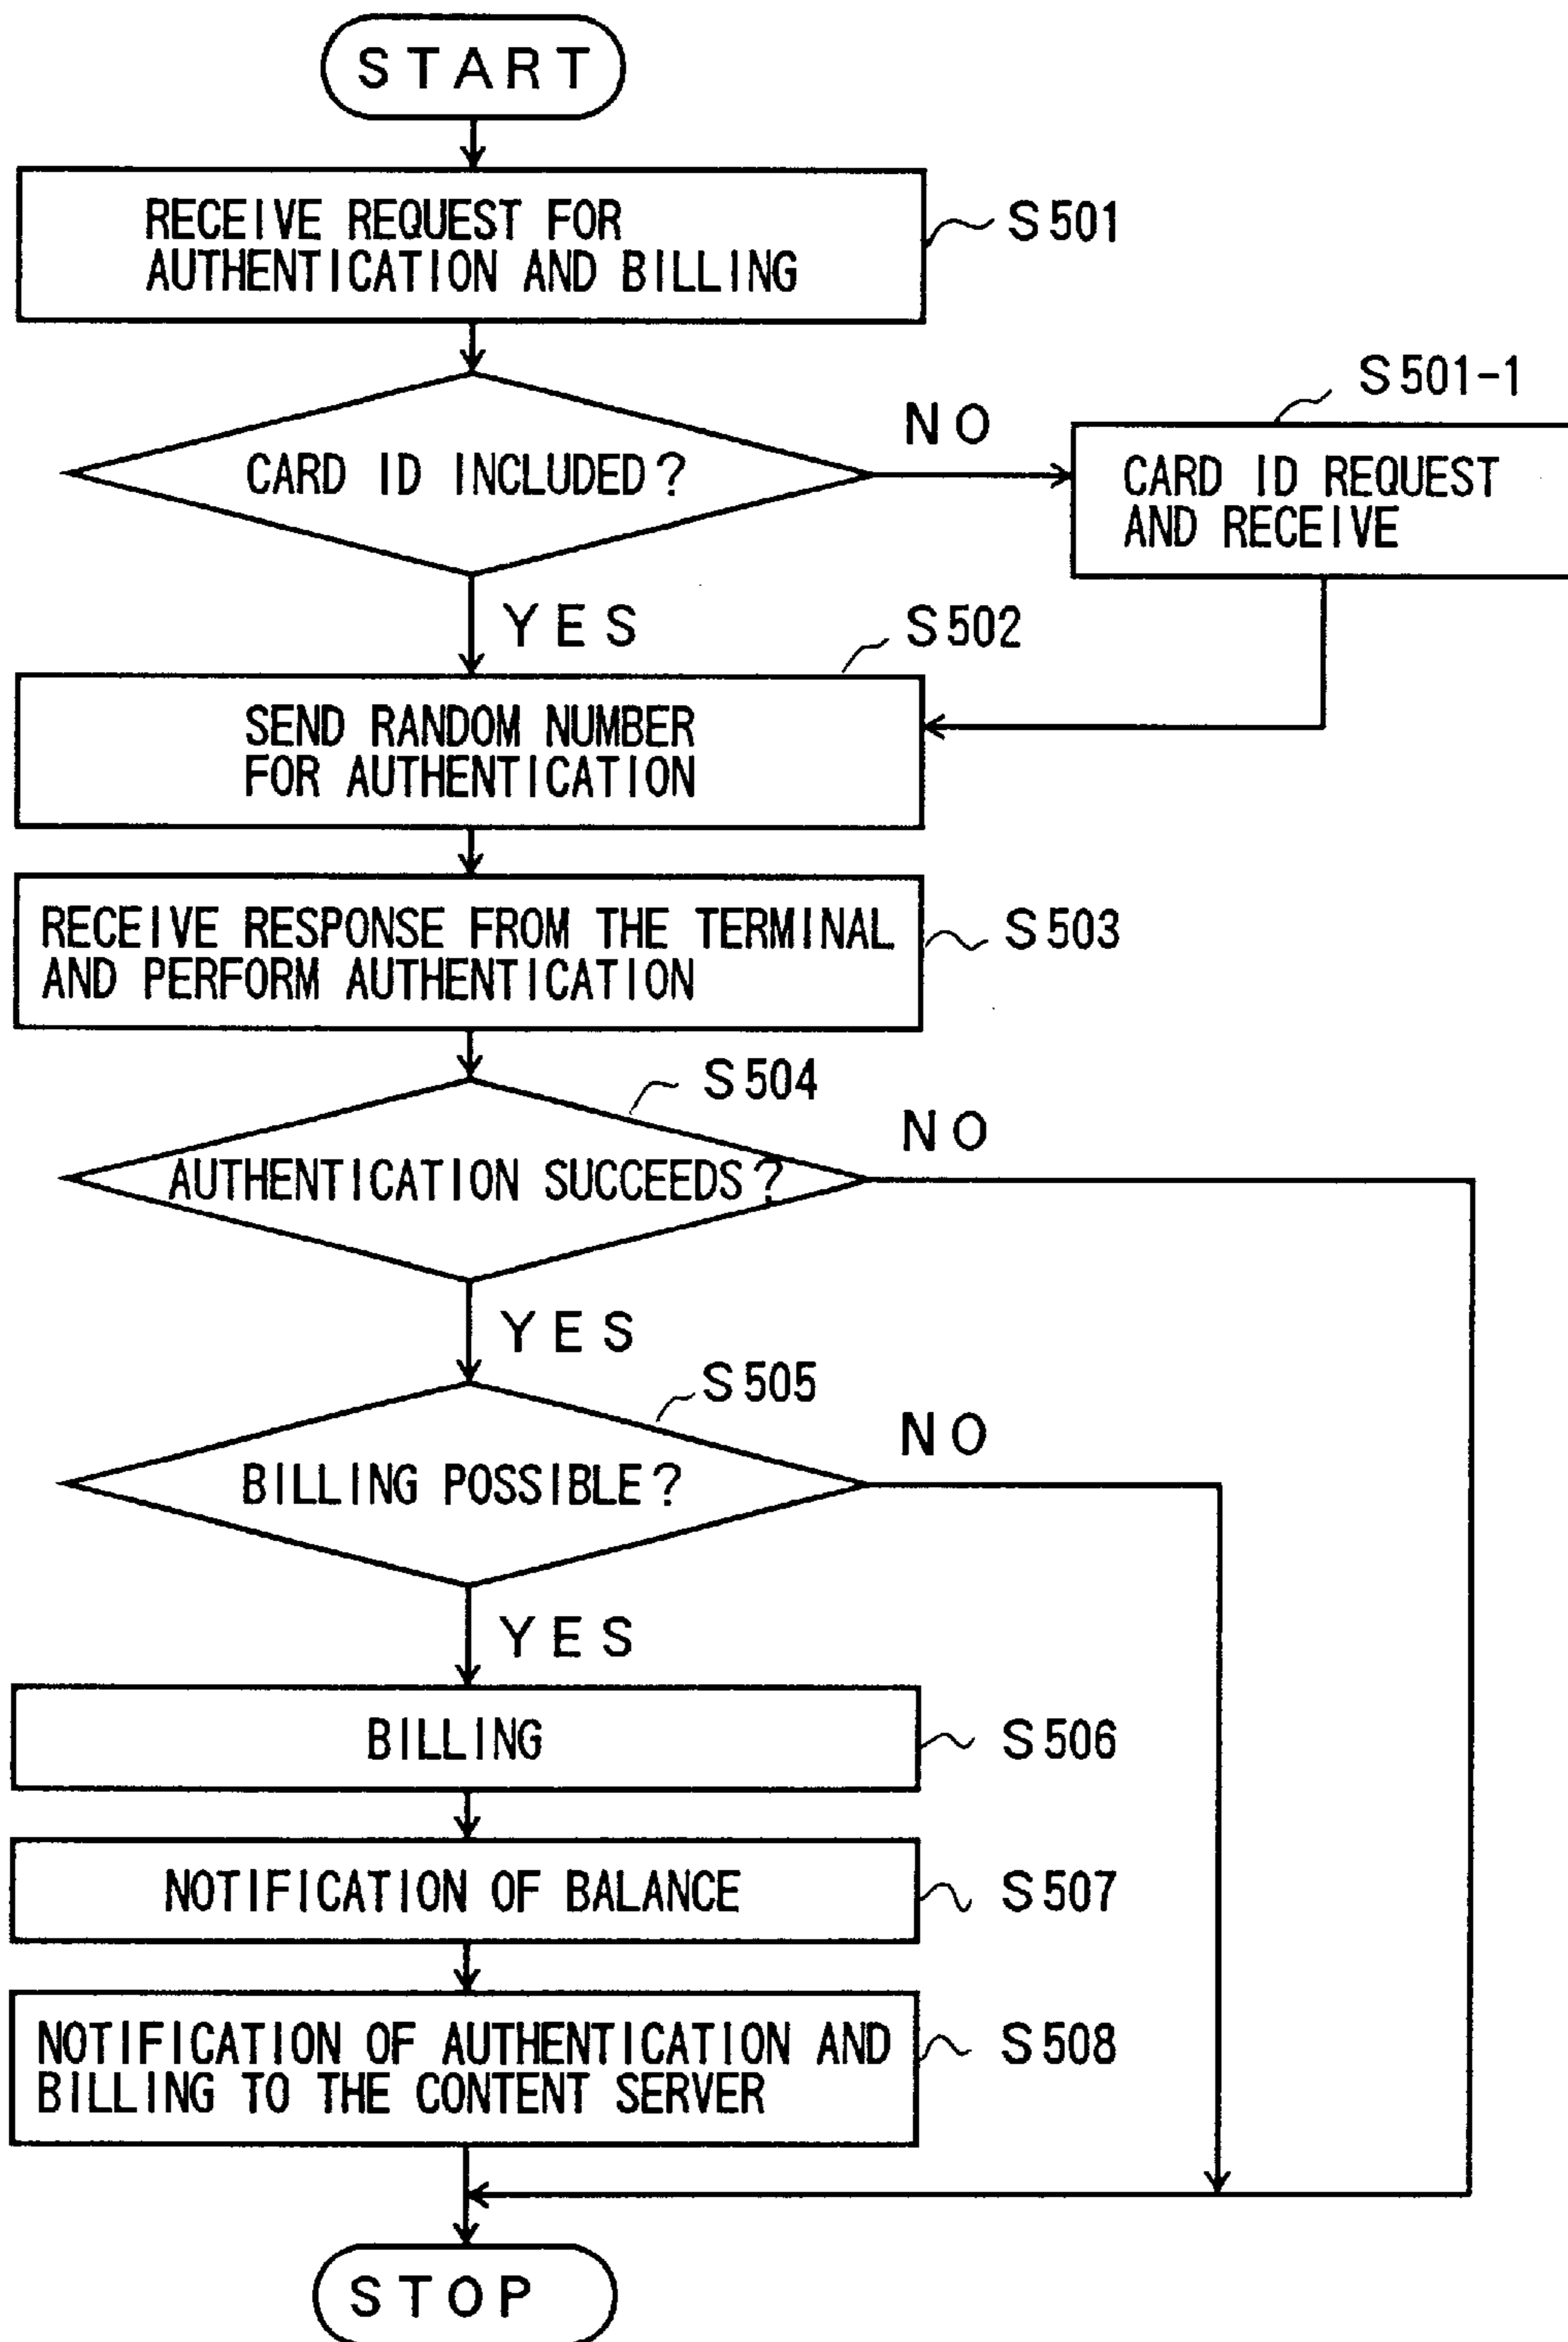 START
RECEIVE REQUEST FOR
AUTHENTICATION AND BILLING
S501
CARD ID INCLUDED?
NO
S501-1
CARD ID REQUEST
AND RECEIVE
YES
S502
SEND RANDOM NUMBER
FOR AUTHENTICATION
RECEIVE RESPONSE FROM THE TERMINAL
AND PERFORM AUTHENTICATION
S503
S504
AUTHENTICATION SUCCEEDS?
NO
YES
S505
BILLING POSSIBLE?
NO
YES
BILLING
S506
NOTIFICATION OF BALANCE
S507
NOTIFICATION OF AUTHENTICATION AND
BILLING TO THE CONTENT SERVER
S508
STOP